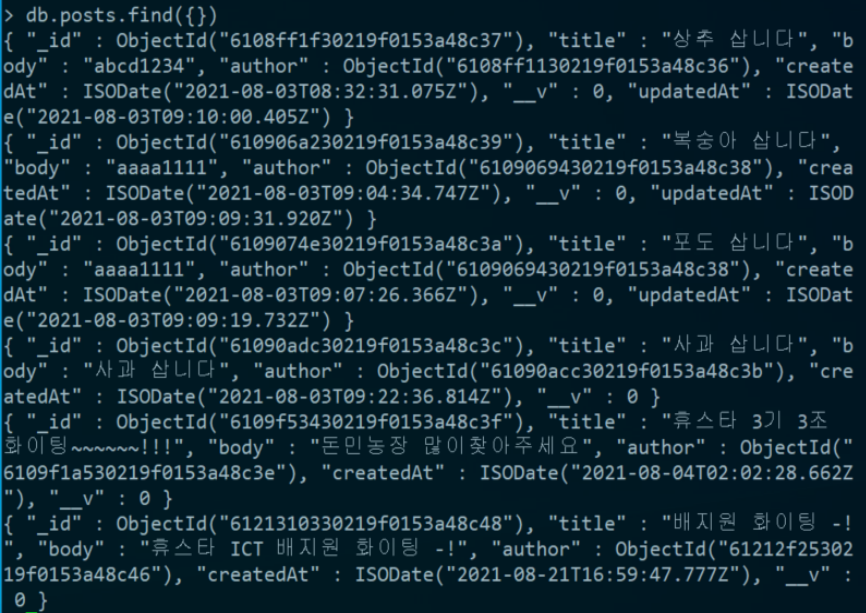 > db.posts.find({})
{ "_id" : ObjectId("6108ff1f30219f0153a48c37"), "title" : "상추 삽니다", "b
ody" : "abcd1234", "author" : ObjectId("6108ff1130219f0153a48c36"), "create
dAt" : ISODate("2021-08-03T08:32:31.075Z"), "__v" : 0, "updatedAt" : ISODat
e("2021-08-03T09:10:00.405Z") }
{ "_id" : ObjectId("610906a230219f0153a48c39"), "title" : "복숭아 삽니다",
"body" : "aaaa1111", "author" : ObjectId("6109069430219f0153a48c38"), "crea
tedAt" : ISODate("2021-08-03T09:04:34.747Z"), "__v" : 0, "updatedAt" : ISOD
ate("2021-08-03T09:09:31.920Z") }
{ "_id" : ObjectId("6109074e30219f0153a48c3a"), "title" : "포도 삽니다", "b
ody" : "aaaa1111", "author" : ObjectId("6109069430219f0153a48c38"), "create
dAt" : ISODate("2021-08-03T09:07:26.366Z"), "__v" : 0, "updatedAt" : ISODat
e("2021-08-03T09:09:19.732Z") }
{ "_id" : ObjectId("61090adc30219f0153a48c3c"), "title" : "사과 삽니다", "b
ody" : "사과 삽니다", "author" : ObjectId("61090acc30219f0153a48c3b"), "cre
atedAt" : ISODate("2021-08-03T09:22:36.814Z"), "__v" : 0 }
{ "_id" : ObjectId("6109f53430219f0153a48c3f"), "title" : "휴스타 3기 3조
화이팅~~~~~~!!!", "body" : "돈민농장 많이찾아주세요", "author" : ObjectId("
6109f1a530219f0153a48c3e"), "createdAt" : ISODate("2021-08-04T02:02:28.662Z
"), "__v" : 0 }
{ "_id" : ObjectId("6121310330219f0153a48c48"), "title" : "배지원 화이팅 -!
", "body" : "휴스타 ICT 배지원 화이팅 -!", "author" : ObjectId("61212f25302
19f0153a48c46"), "createdAt" : ISODate("2021-08-21T16:59:47.777Z"), "__v" :
0 }